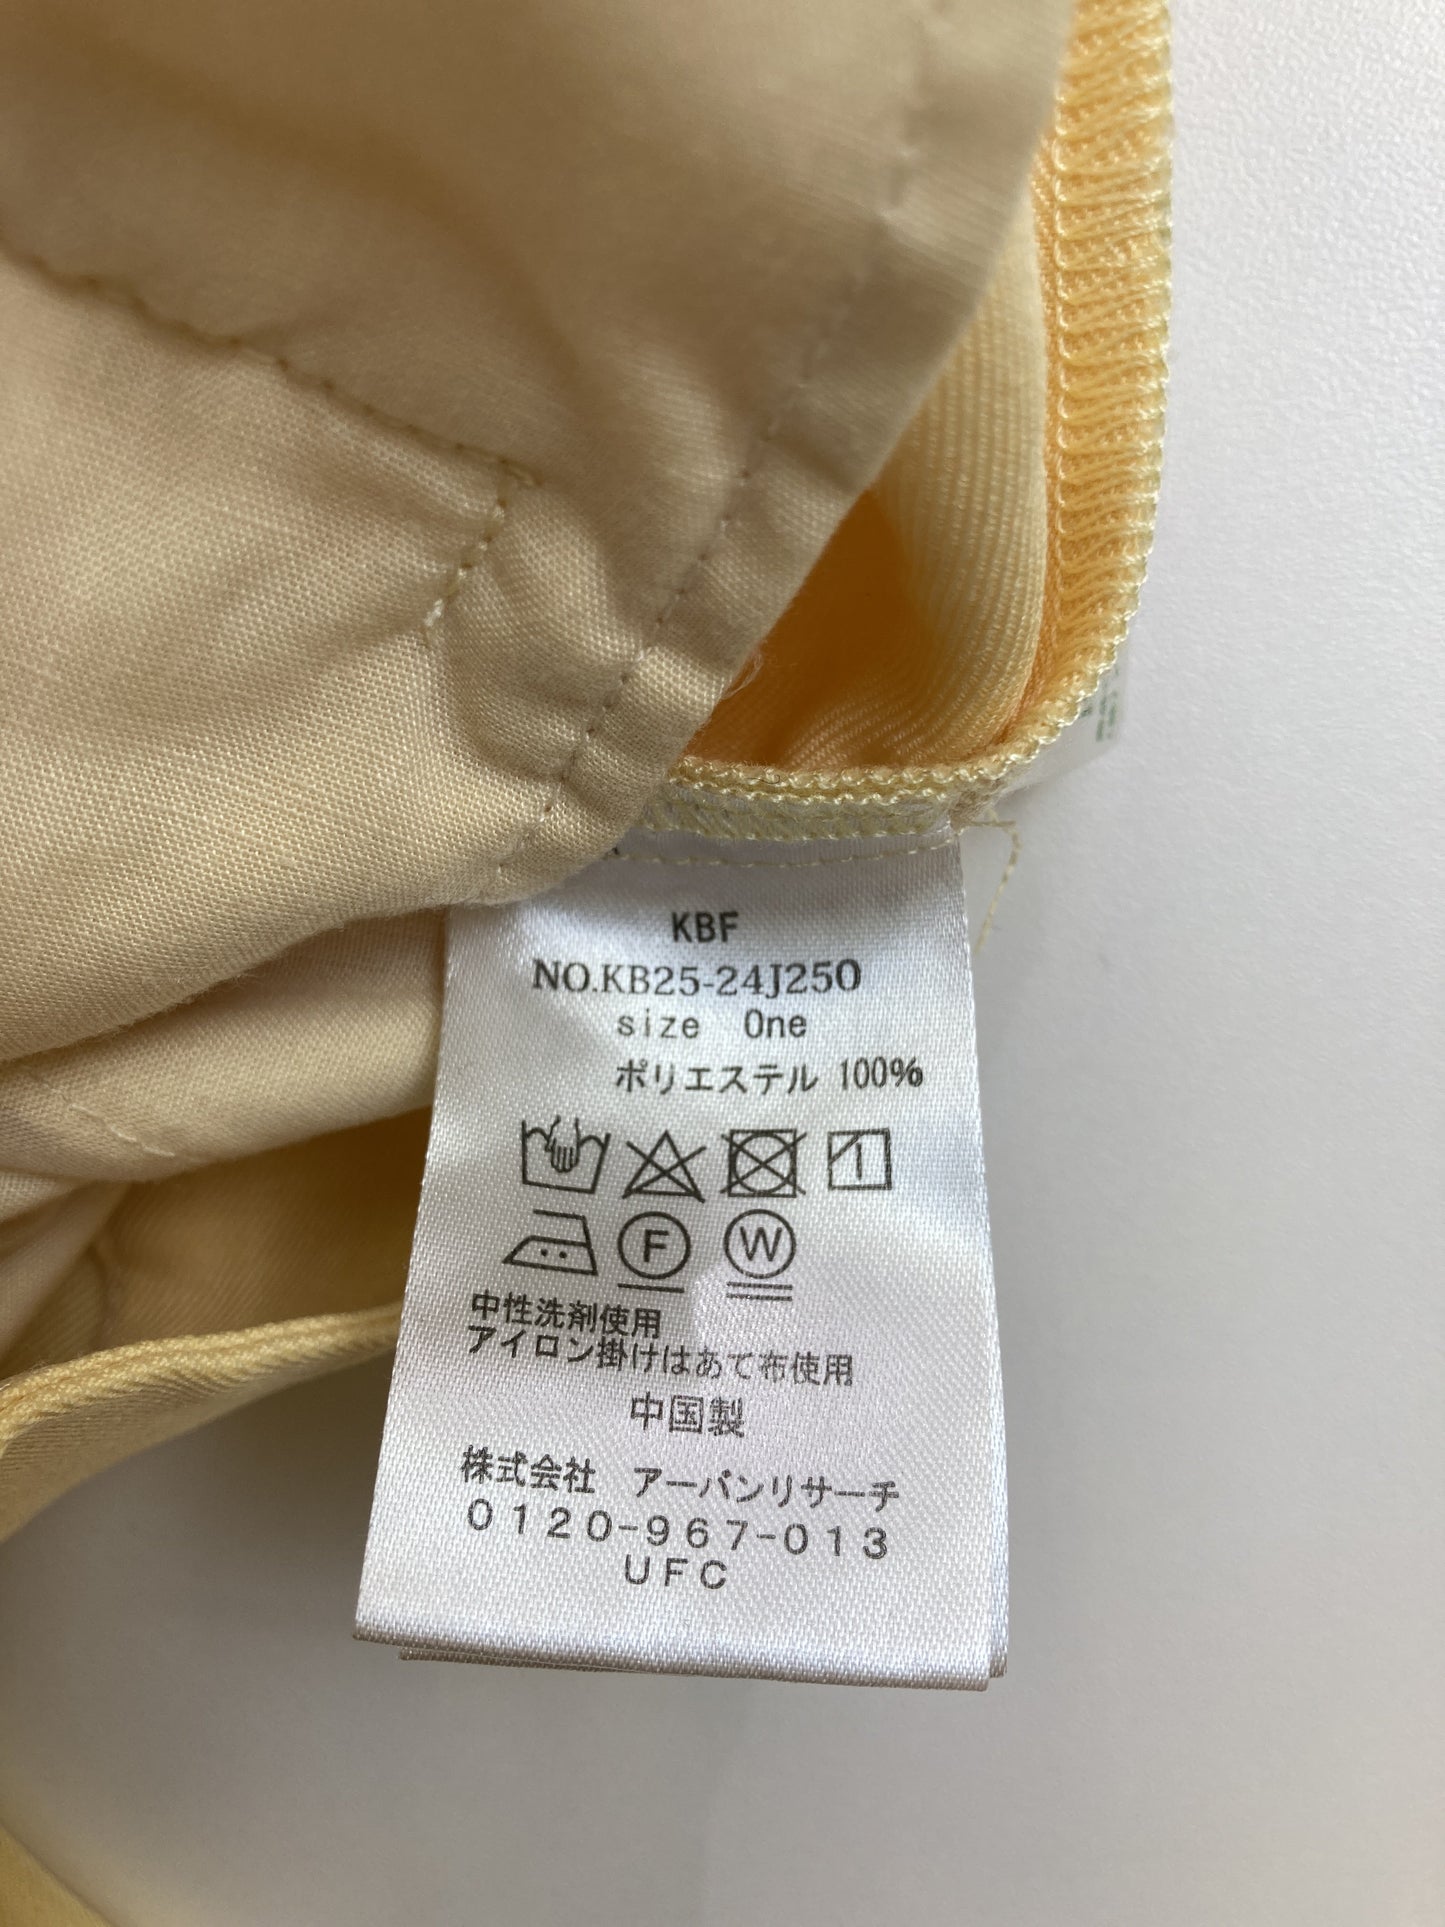 KBF
NO.KB25-24J250
size One
ポリエステル 100%
F W
中性洗剤使用
アイロン掛けはあて布使用
中国製
株式会社 アーバンリサーチ
0120-967-013
UFC